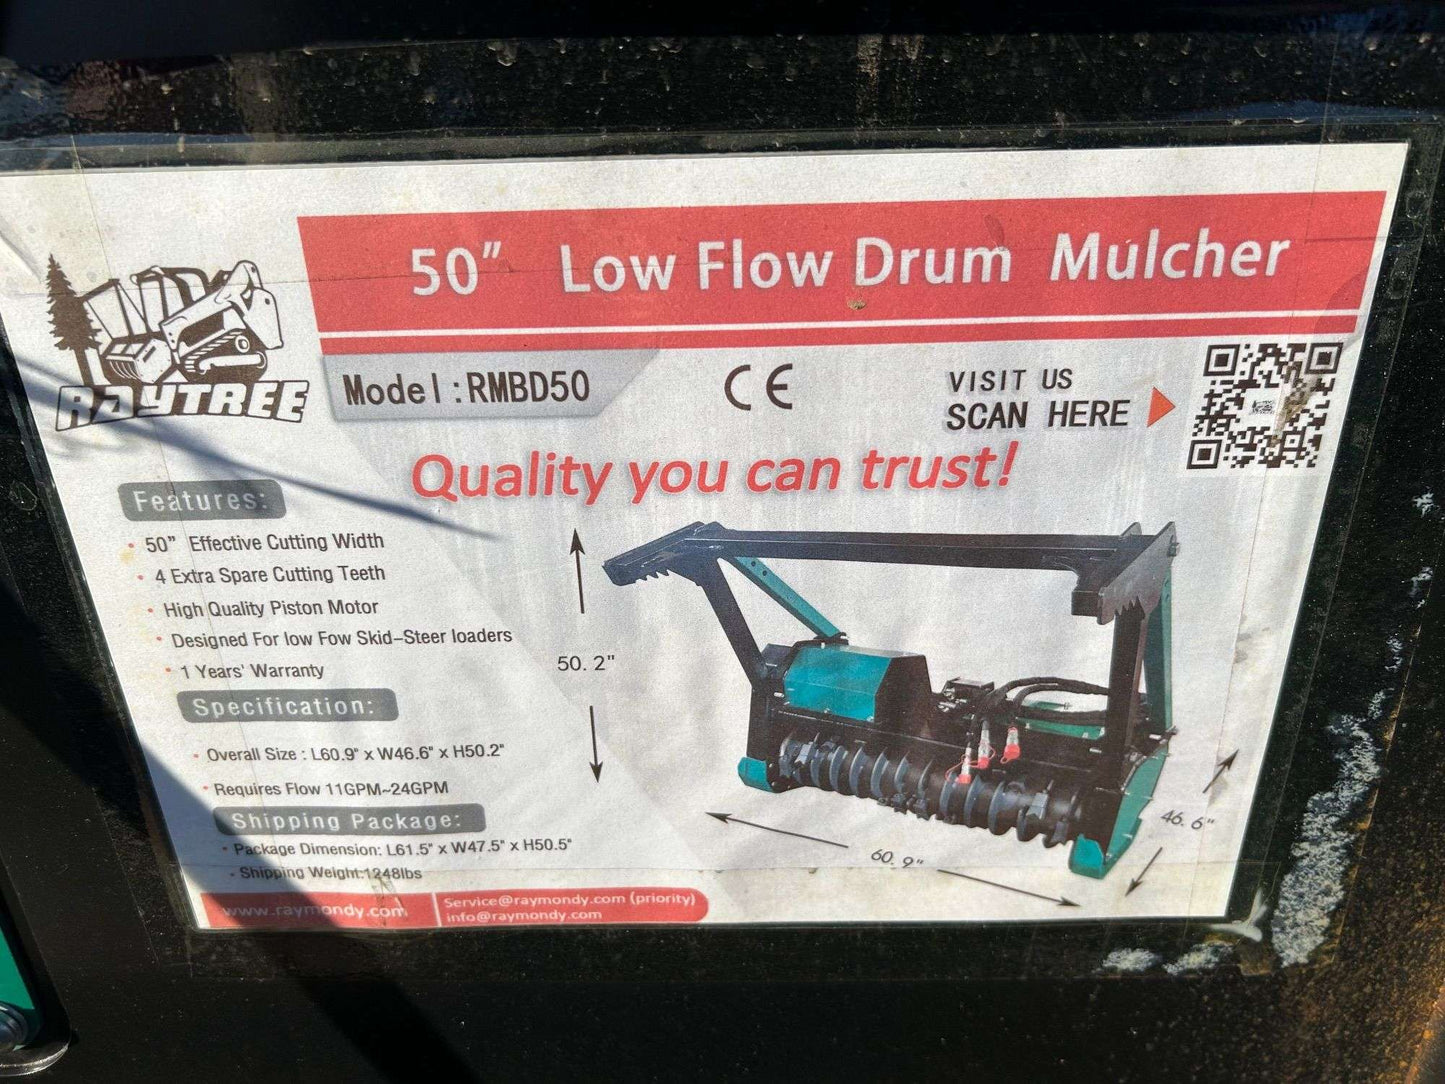 50" Low Flow Drum Mulcher
RAYTREE
Model:RMBD50
CE
VISIT US
SCAN HERE
Quality you can trust!
Features:
• 50" Effective Cutting Width
• 4 Extra Spare Cutting Teeth
• High Quality Piston Motor
• Designed For low Fow Skid-Steer loaders
• 1 Years' Warranty
Specification:
• Overall Size : L60.9" x W46.6" x H50.2"
• Requires Flow 11GPM~24GPM
Shipping Package:
• Package Dimension: L61.5" x W47.5" x H50.5"
• Shipping Weight:1248lbs
www.raymondy.com
Service@raymondy.com (priority)
info@raymondy.com
50.2"
60.9"
46.6"